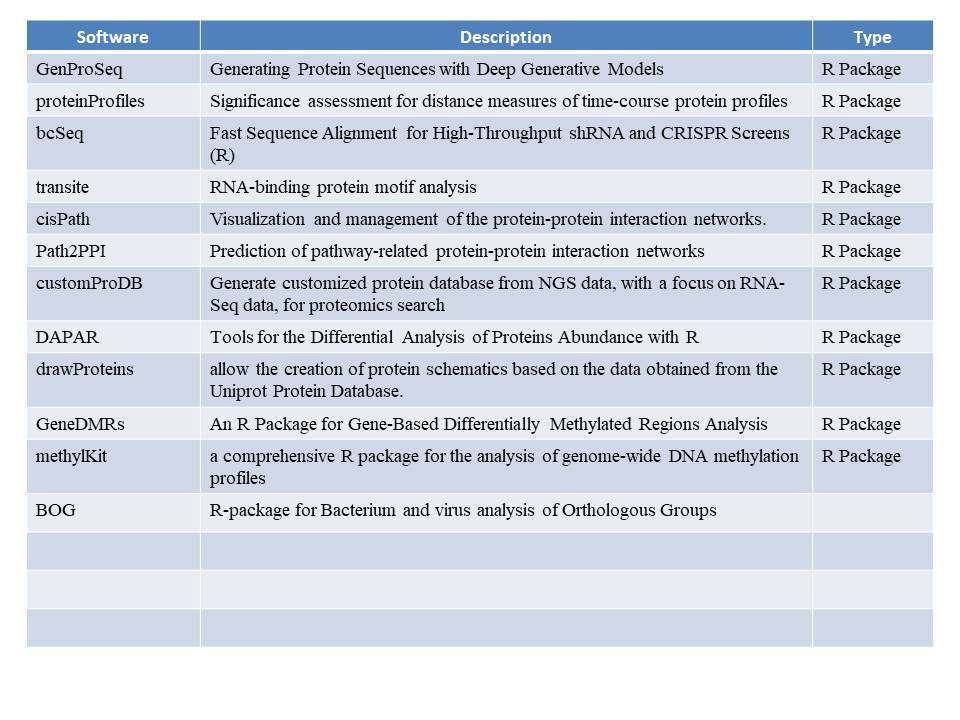 Software Description Type
GenProSeq Generating Protein Sequences with Deep Generative Models R Package
proteinProfiles Significance assessment for distance measures of time-course protein profiles R Package
bcSeq Fast Sequence Alignment for High-Throughput shRNA and CRISPR Screens R Package
(R)
transite RNA-binding protein motif analysis R Package
cisPath Visualization and management of the protein-protein interaction networks. R Package
Path2PPI Prediction of pathway-related protein-protein interaction networks R Package
customProDB Generate customized protein database from NGS data, with a focus on RNA- R Package
Seq data, for proteomics search
DAPAR Tools for the Differential Analysis of Proteins Abundance with R R Package
drawProteins allow the creation of protein schematics based on the data obtained from the R Package
Uniprot Protein Database.
GeneDMRs An R Package for Gene-Based Differentially Methylated Regions Analysis R Package
methylKit a comprehensive R package for the analysis of genome-wide DNA methylation R Package
profiles
BOG R-package for Bacterium and virus analysis of Orthologous Groups